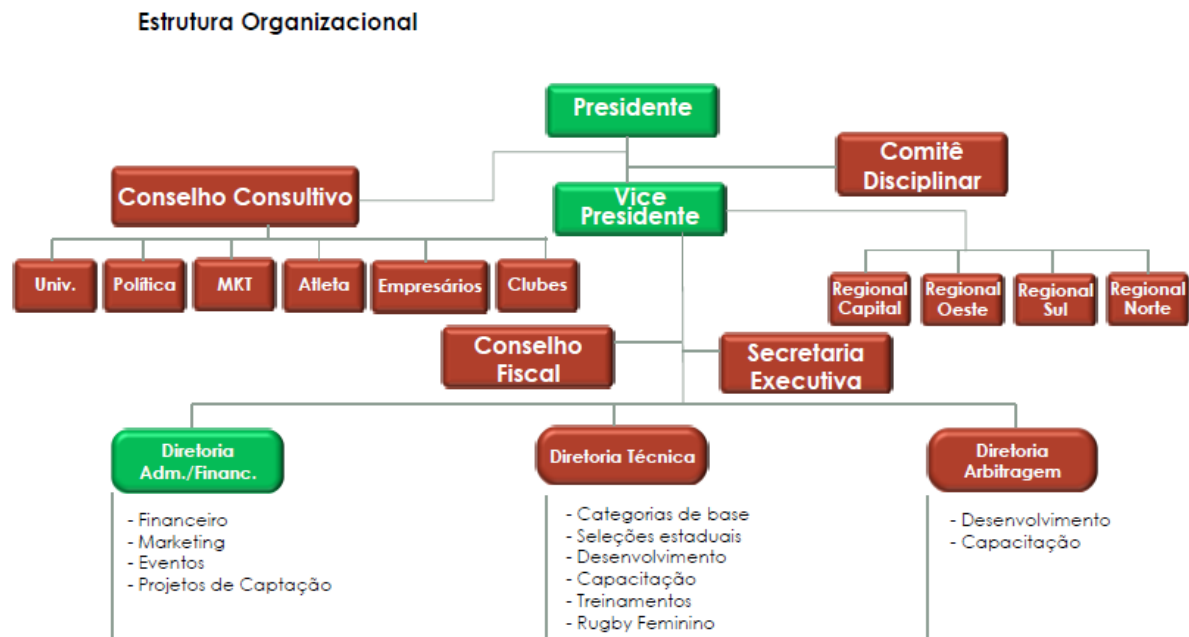 Estrutura Organizacional
Presidente
Comitê
Disciplinar
Conselho Consultivo
Vice
Presidente
Univ.
Política
MKT
Atleta
Empresários
Clubes
Regional
Capital
Regional
Oeste
Regional
Sul
Regional
Norte
Conselho
Fiscal
Secretaria
Executiva
Diretoria
Adm./Financ.
Diretoria Técnica
Diretoria
Arbitragem
- Financeiro
- Marketing
- Eventos
- Projetos de Captação
- Categorias de base
- Seleções estaduais
- Desenvolvimento
- Capacitação
- Treinamentos
- Rugby Feminino
- Desenvolvimento
- Capacitação